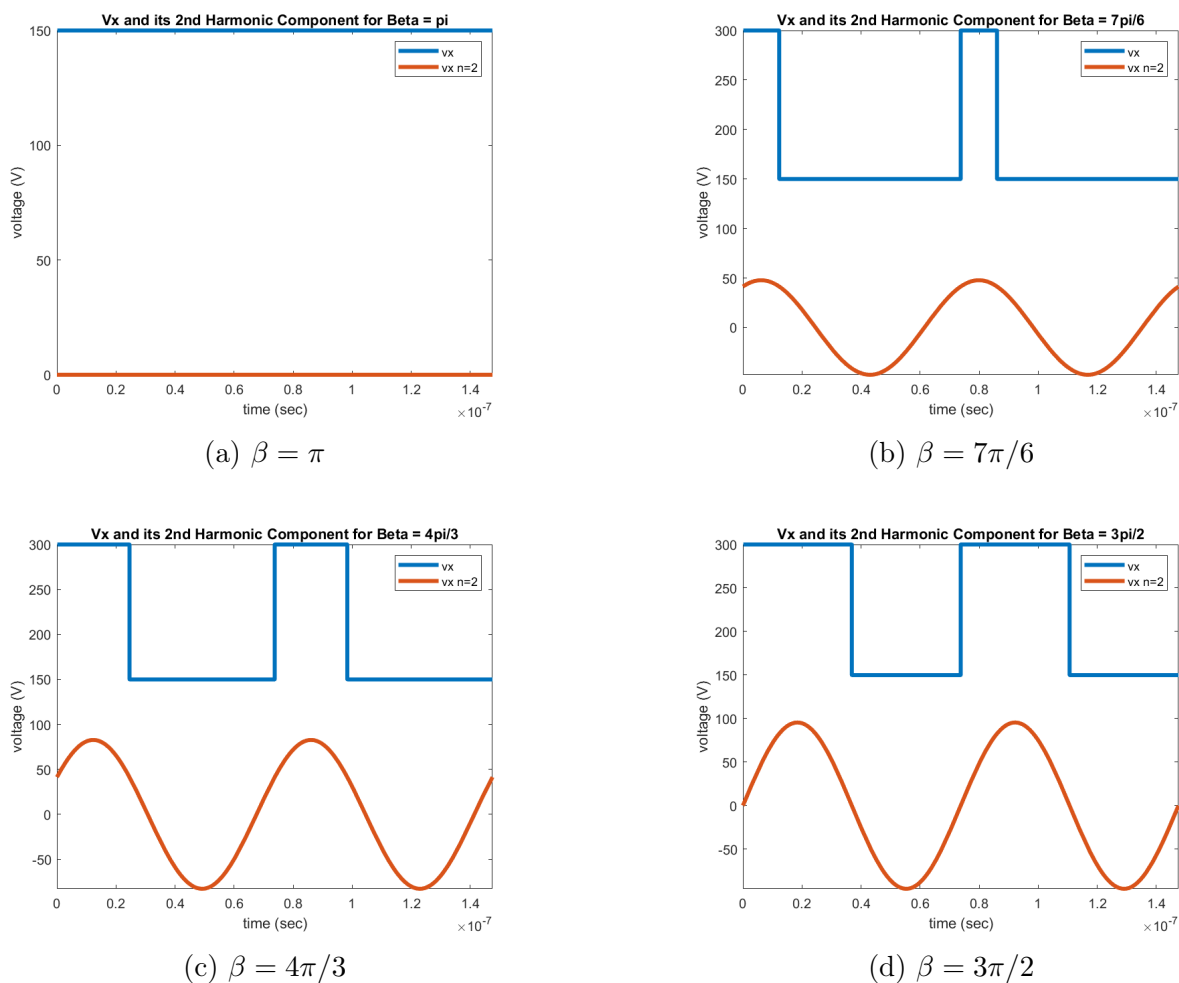 Vx and its 2nd Harmonic Component for Beta = pi
150
100
50
0
voltage (V)
vx
vx n=2
0 0.2 0.4 0.6 0.8 1 1.2 1.4
time (sec)
×10-7
(a) β = π
Vx and its 2nd Harmonic Component for Beta = 7pi/6
300
250
200
150
100
50
0
voltage (V)
vx
vx n=2
0 0.2 0.4 0.6 0.8 1 1.2 1.4
time (sec)
×10-7
(b) β = 7π/6
Vx and its 2nd Harmonic Component for Beta = 4pi/3
300
250
200
150
100
50
0
-50
voltage (V)
vx
vx n=2
0 0.2 0.4 0.6 0.8 1 1.2 1.4
time (sec)
×10-7
(c) β = 4π/3
Vx and its 2nd Harmonic Component for Beta = 3pi/2
300
250
200
150
100
50
0
-50
voltage (V)
vx
vx n=2
0 0.2 0.4 0.6 0.8 1 1.2 1.4
time (sec)
×10-7
(d) β = 3π/2